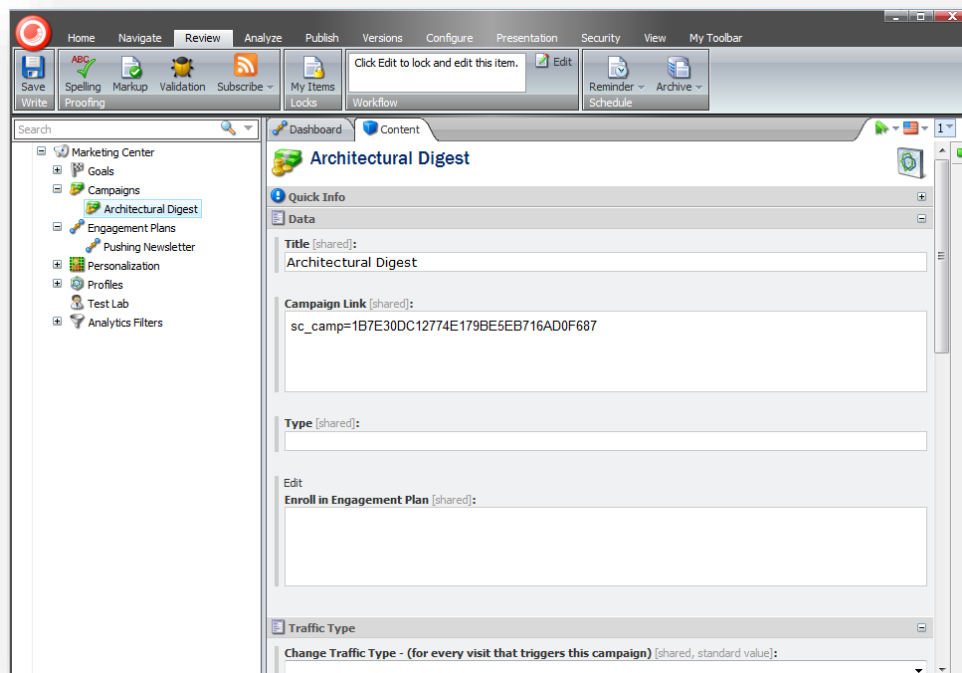 Home Navigate Review Analyze Publish Versions Configure Presentation Security View My Toolbar
ABC
Click Edit to lock and edit this item. Edit
Save Spelling Markup Validation Subscribe My Items Reminder Archive
Write Proofing Locks Workflow Schedule
Search
Dashboard Content 1
Marketing Center
Goals
Campaigns
Architectural Digest
Engagement Plans
Pushing Newsletter
Personalization
Profiles
Test Lab
Analytics Filters
Architectural Digest
Quick Info
Data
Title [shared]:
Architectural Digest
Campaign Link [shared]:
sc_camp=1B7E30DC12774E179BE5EB716AD0F687
Type [shared]:
Edit
Enroll in Engagement Plan [shared]:
Traffic Type
Change Traffic Type - (for every visit that triggers this campaign) [shared, standard value]: